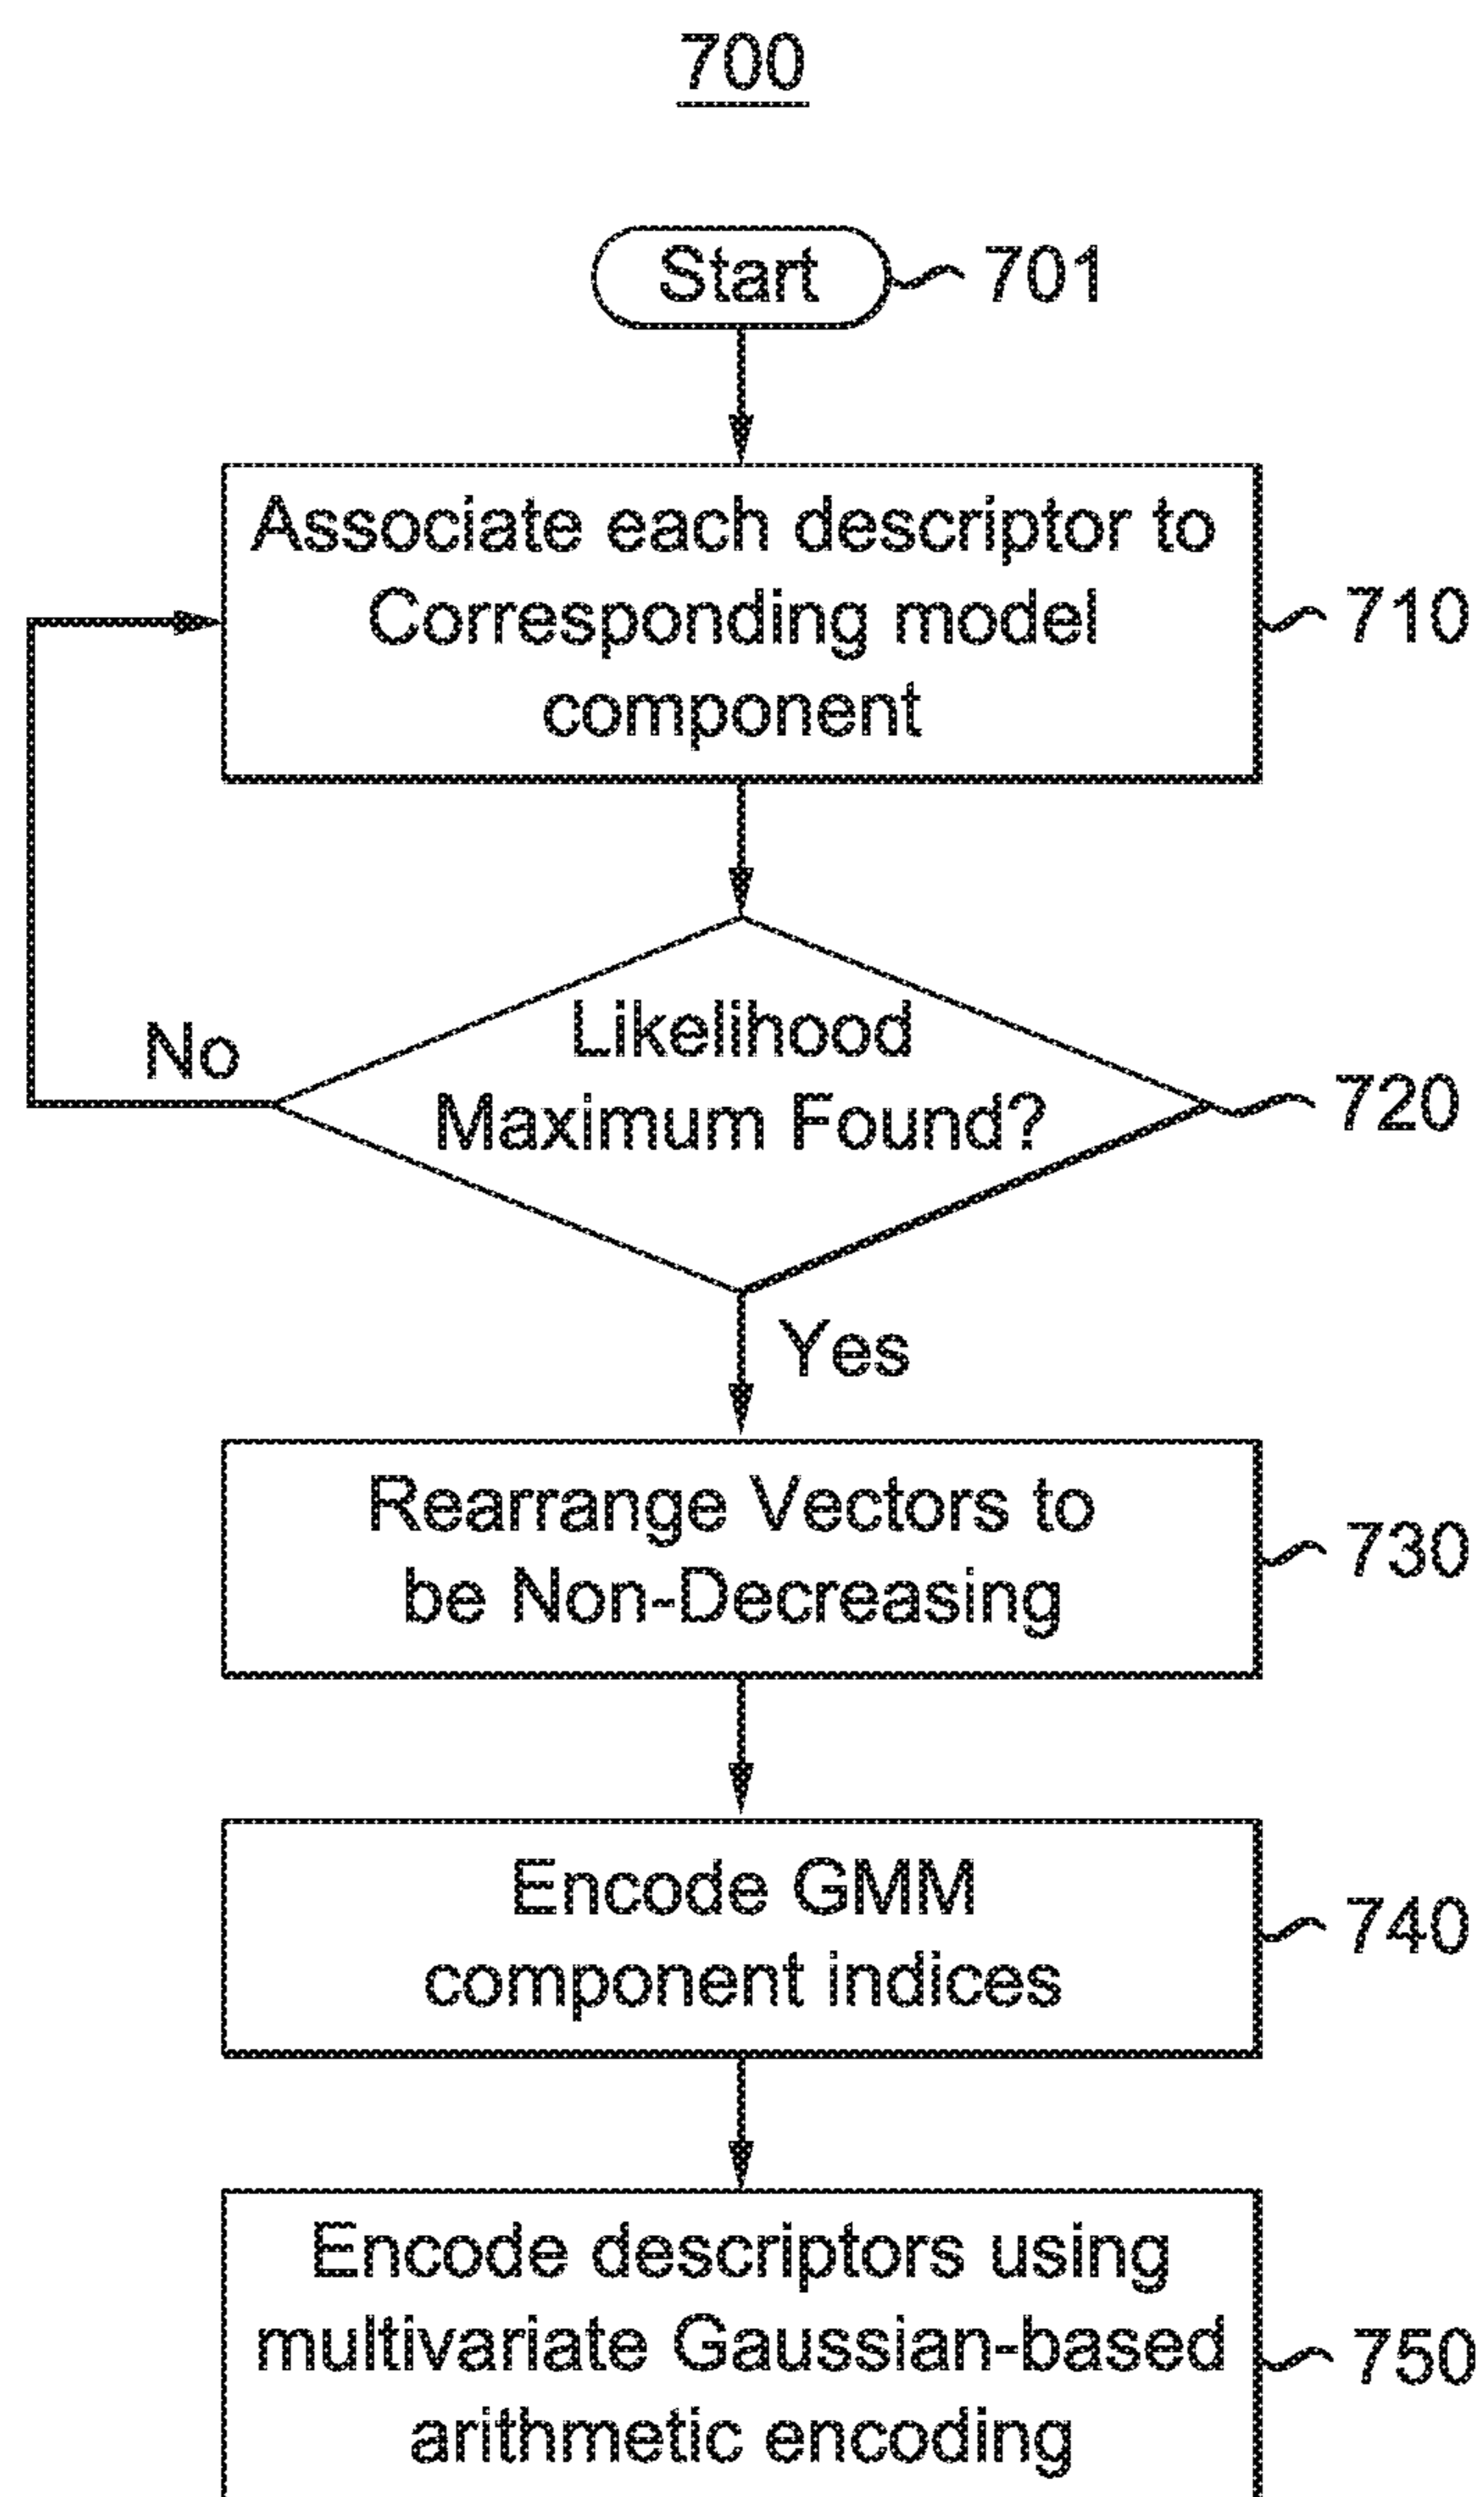 700
Start
701
Associate each descriptor to
Corresponding model
component
710
Likelihood
Maximum Found?
720
No
Yes
Rearrange Vectors to
be Non-Decreasing
730
Encode GMM
component indices
740
Encode descriptors using
multivariate Gaussian-based
arithmetic encoding
750